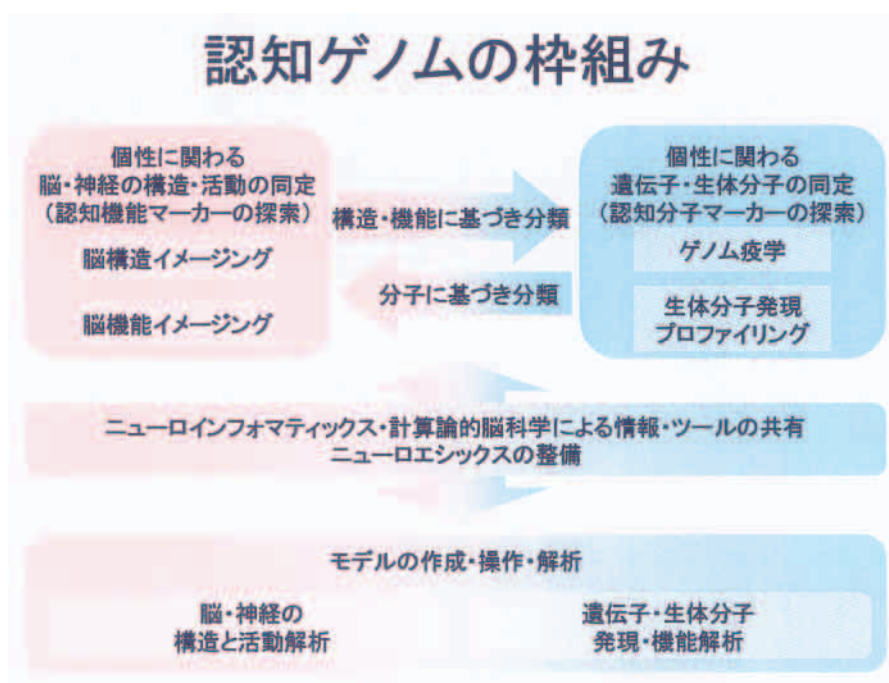 認知ゲノムの枠組み
個性に関わる
脳・神経の構造・活動の同定
（認知機能マーカーの探索）
脳構造イメージング
脳機能イメージング
構造・機能に基づき分類
分子に基づき分類
個性に関わる
遺伝子・生体分子の同定
（認知分子マーカーの探索）
ゲノム疫学
生体分子発現
プロファイリング
ニューロインフォマティックス・計算論的脳科学による情報・ツールの共有
ニューロエシックスの整備
モデルの作成・操作・解析
脳・神経の
構造と活動解析
遺伝子・生体分子
発現・機能解析